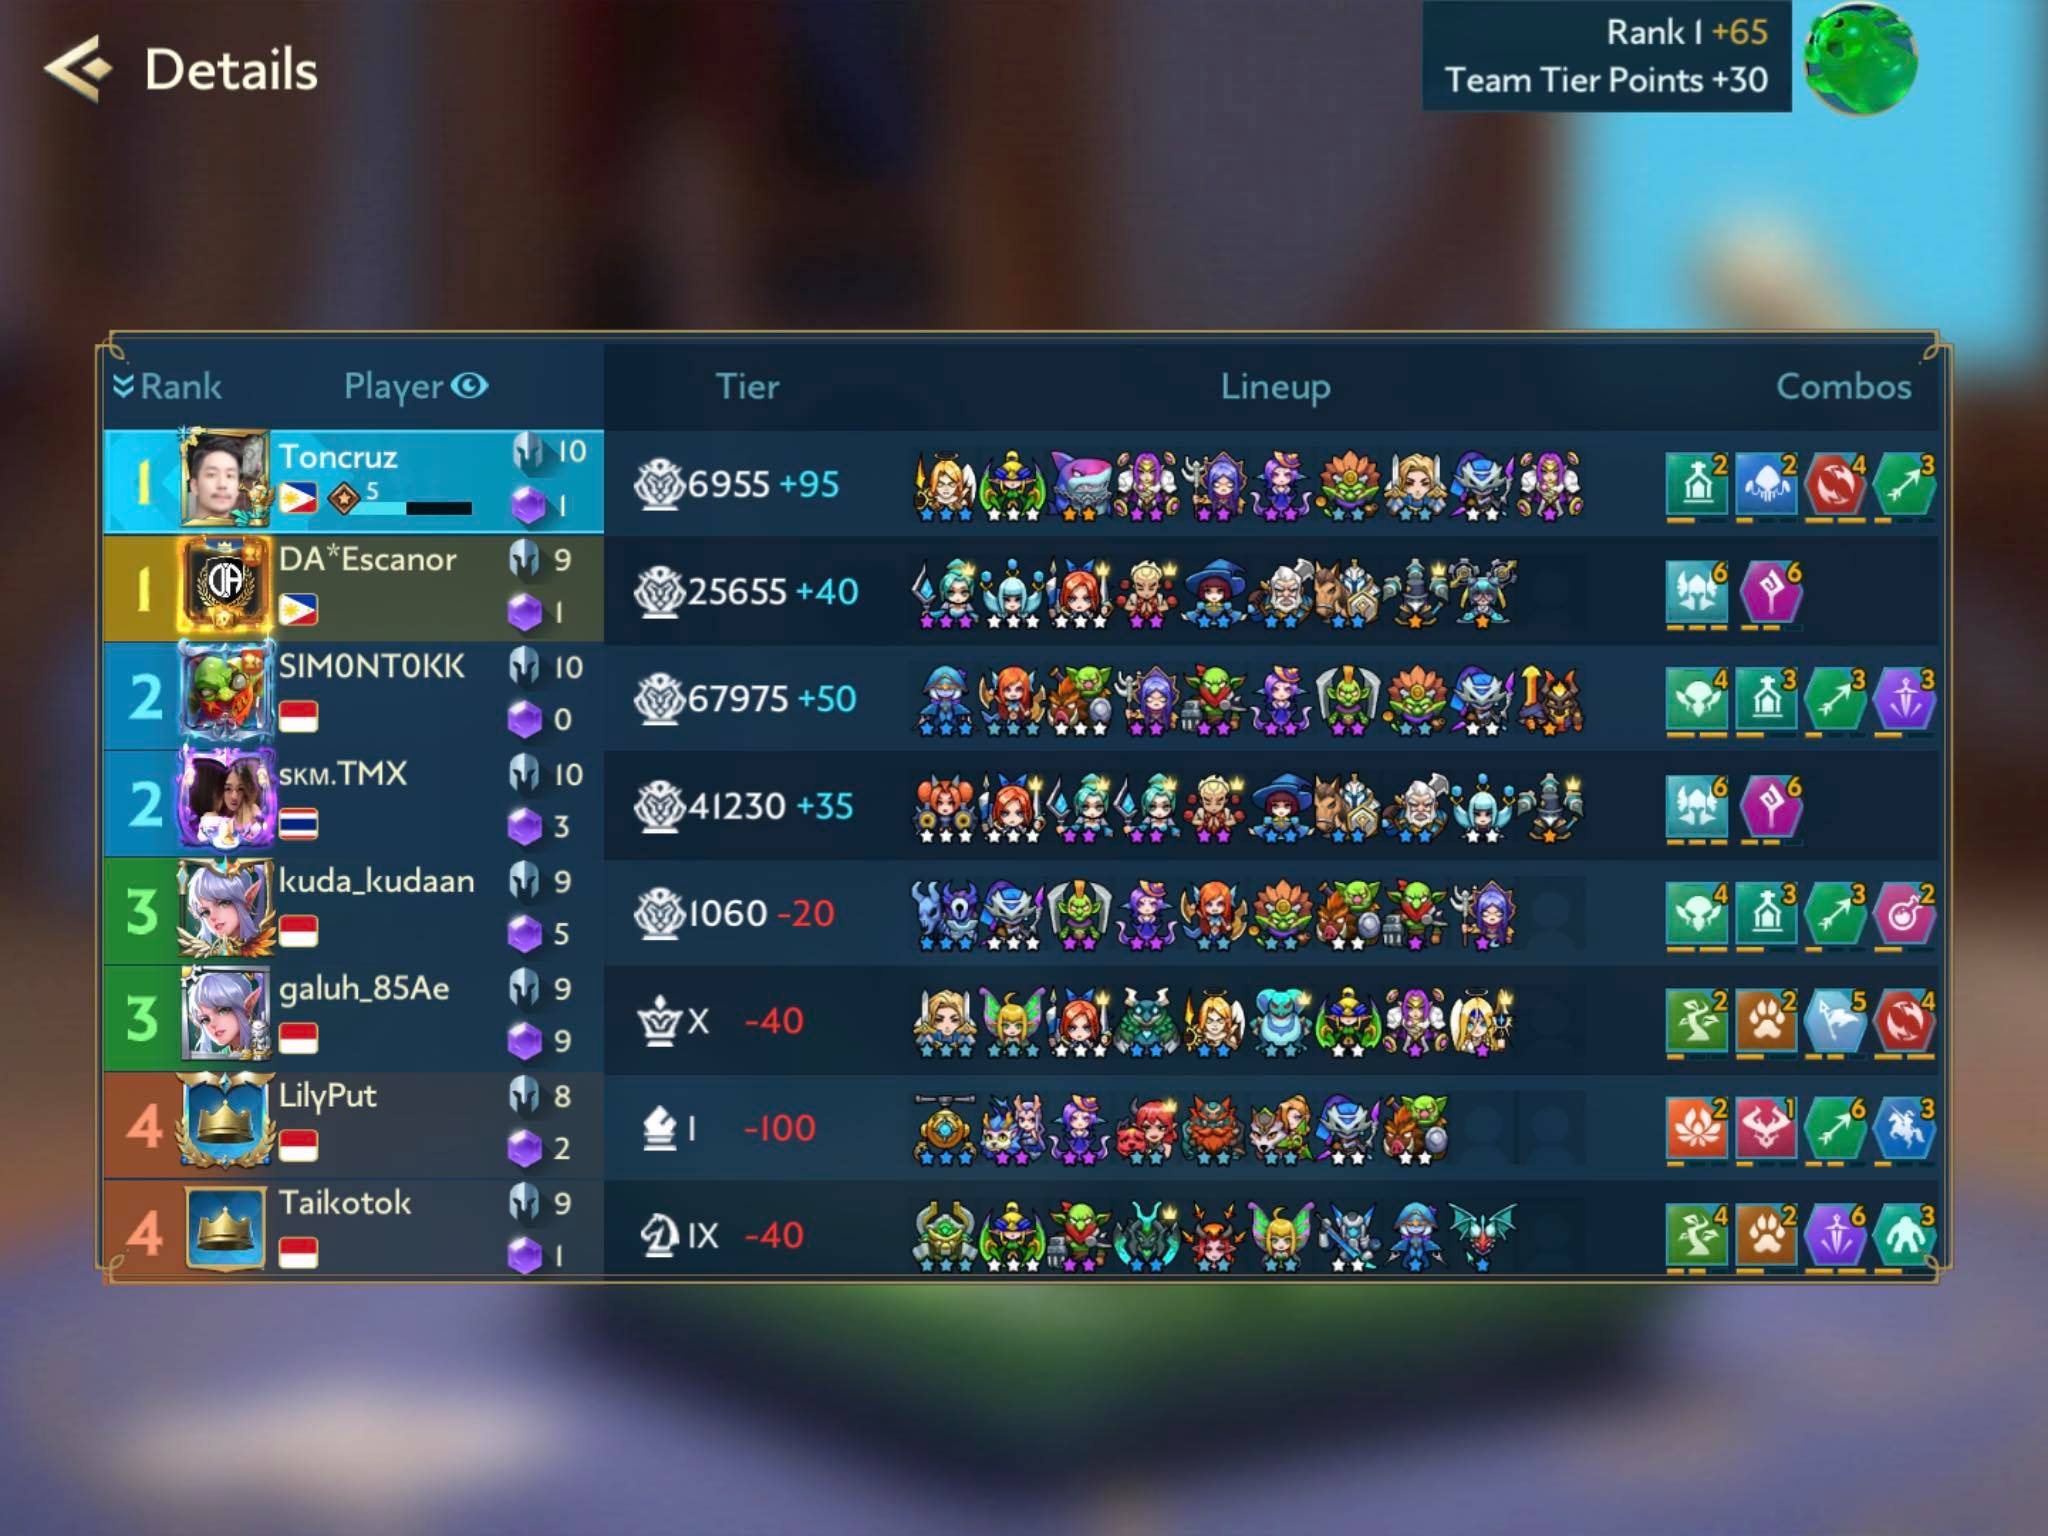 Details
Rank 1 +65
Team Tier Points +30
Rank Player Tier Lineup Combos
1 Toncruz 5 10 1 6955 +95 2 2 4 3
1 DA*Escanor DA 9 1 25655 +40 6 6
2 SIM0NT0KK 10 0 67975 +50 4 3 3 3
2 SKM.TMX 10 3 41230 +35 6 6
3 kuda_kudaan 9 5 1060 -20 4 3 3 2
3 galuh_85Ae 9 9 X -40 2 2 5 4
4 LilyPut 8 2 I -100 2 1 6 3
4 Taikotok 9 1 IX -40 4 2 6 3